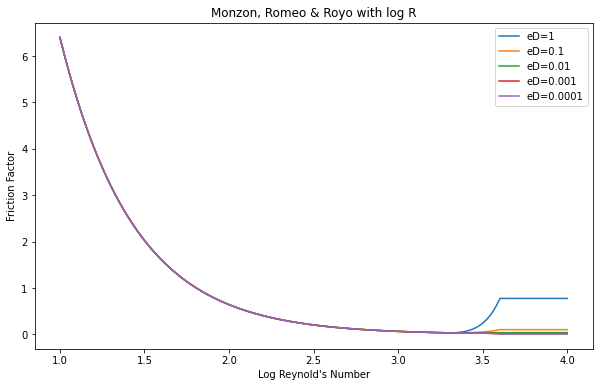 Monzon, Romeo & Royo with log R
eD=1
eD=0.1
eD=0.01
eD=0.001
eD=0.0001
Friction Factor
6
5
4
3
2
1
0
1.0 1.5 2.0 2.5 3.0 3.5 4.0
Log Reynold's Number